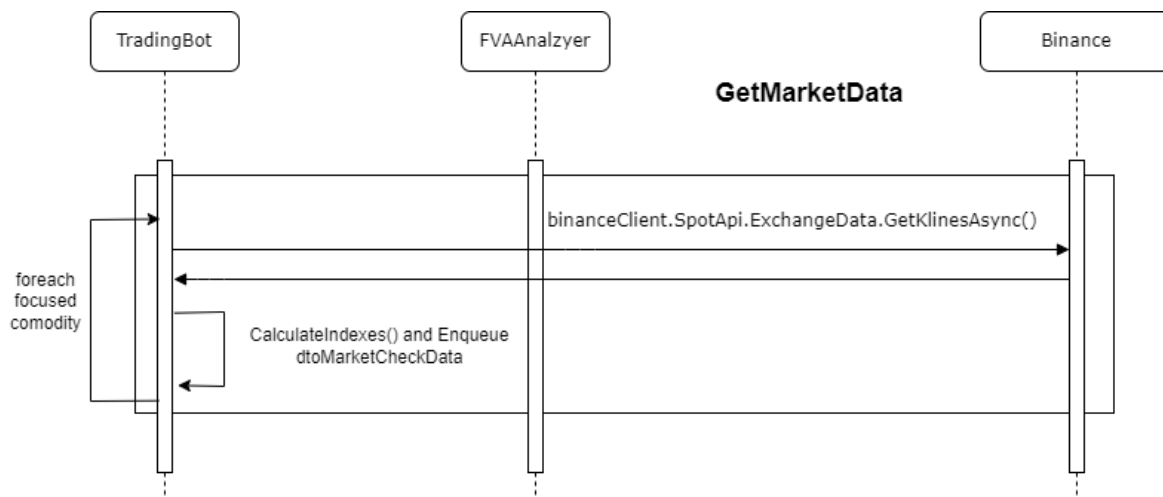 TradingBot
FVAAnalzyer
Binance
GetMarketData
binanceClient.SpotApi.ExchangeData.GetKlinesAsync()
foreach
focused
comodity
CalculateIndexes() and Enqueue
dtoMarketCheckData